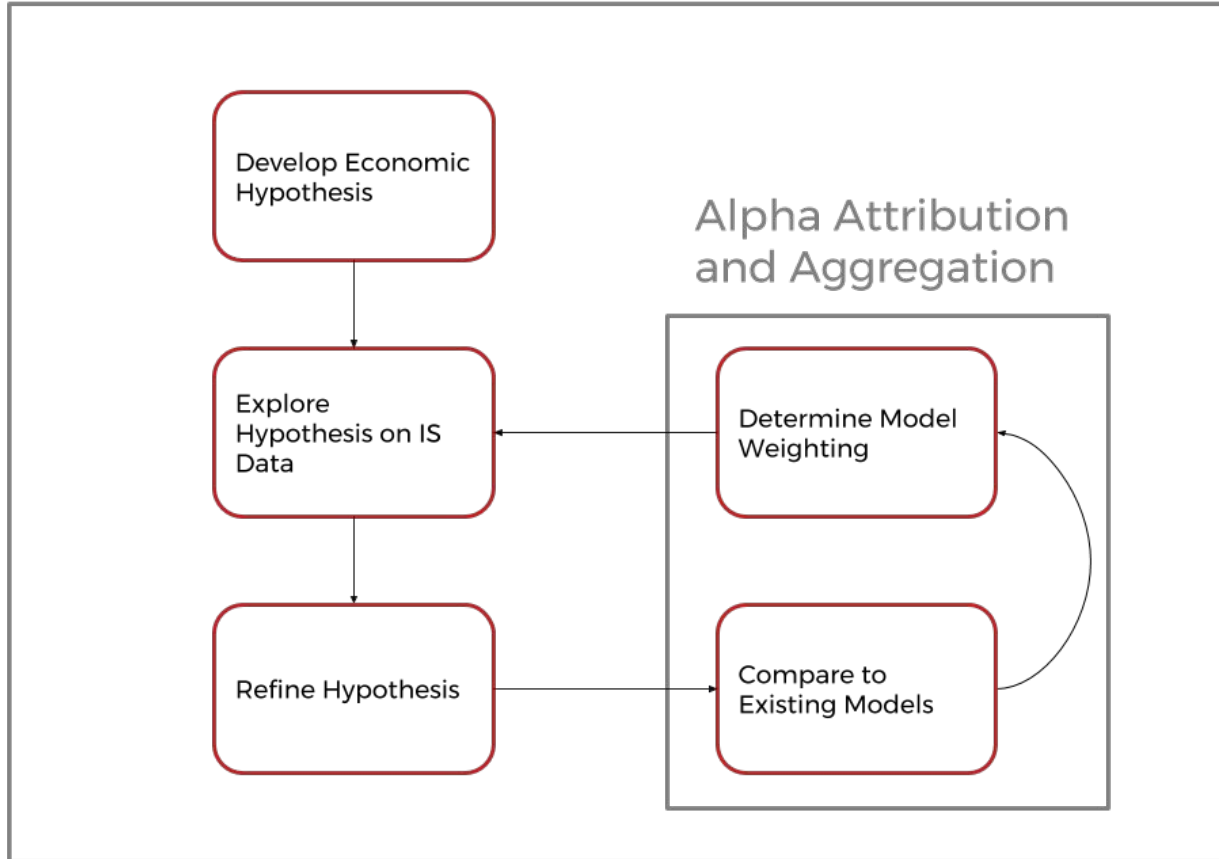 Develop Economic
Hypothesis
Alpha Attribution
and Aggregation
Explore
Hypothesis on IS
Data
Determine Model
Weighting
Refine Hypothesis
Compare to
Existing Models